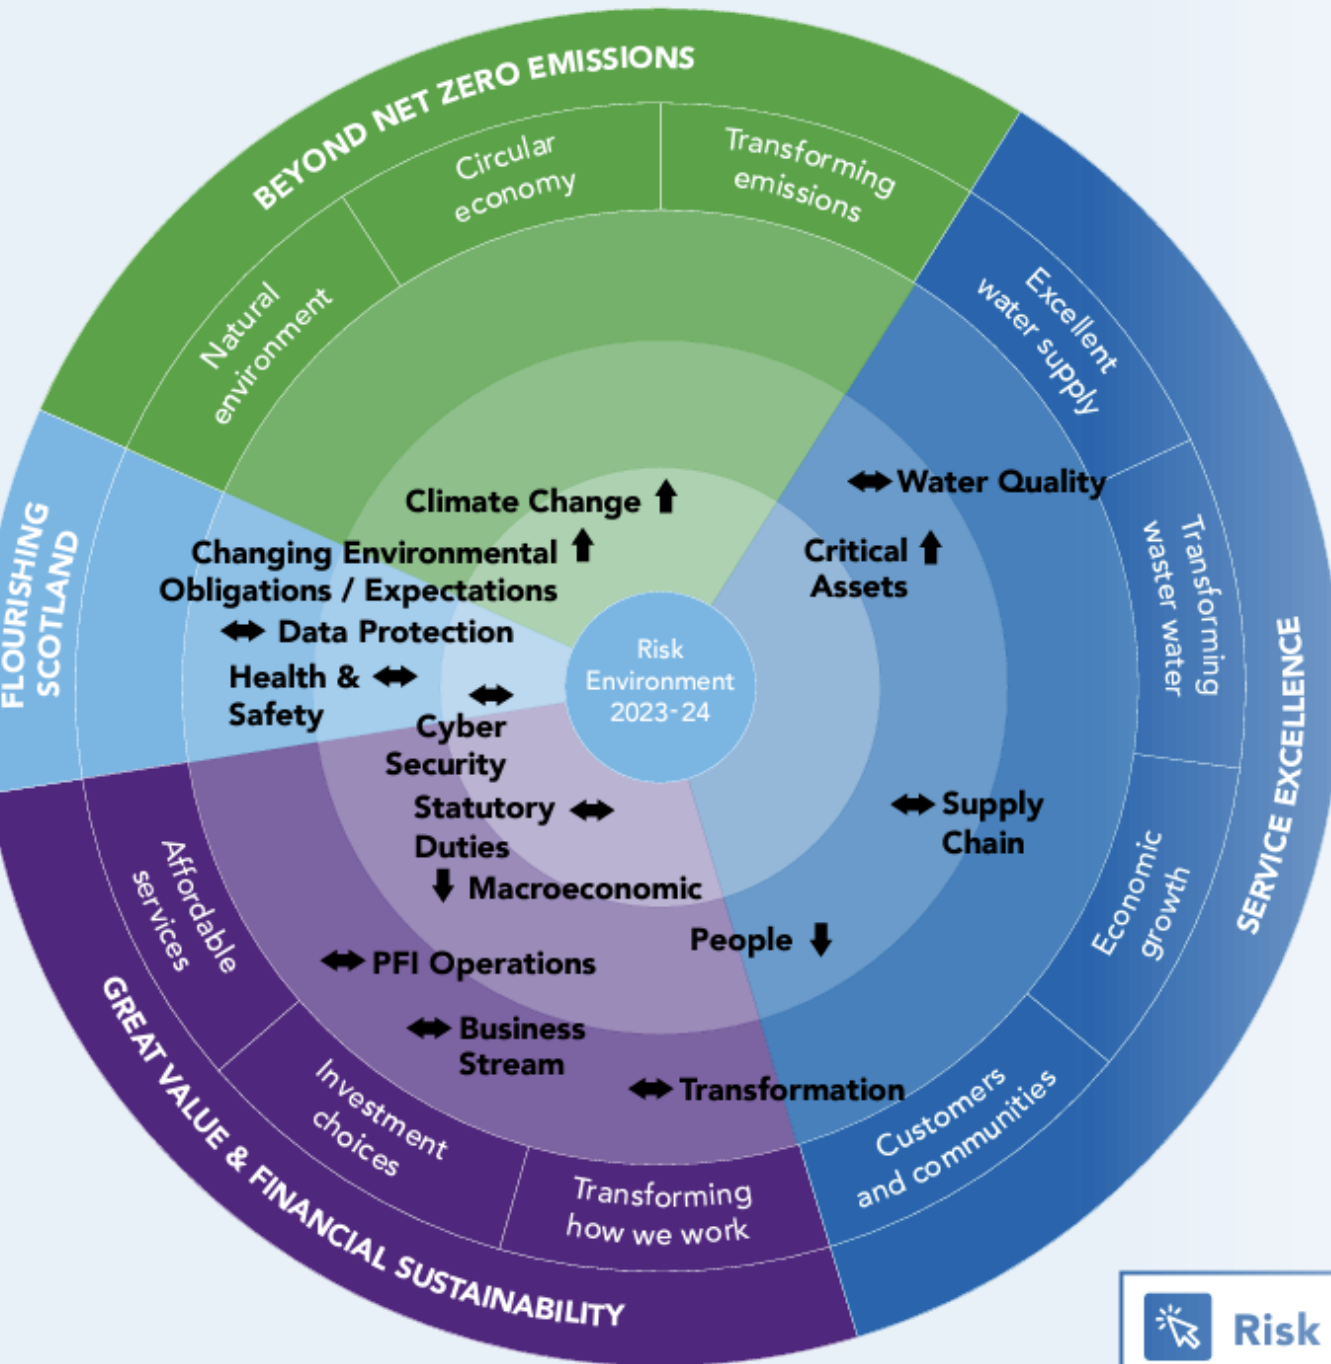 BEYOND NET ZERO EMISSIONS
Natural
environment
Circular
economy
Transforming
emissions
Excellent
water supply
Transforming
waster water
Economic
growth
Customers
and communities
SERVICE EXCELLENCE
FLOURISHING
SCOTLAND
Climate Change
Changing Environmental
Obligations / Expectations
Data Protection
Health &
Safety
Cyber
Security
Statutory
Duties
Macroeconomic
PFI Operations
Business
Stream
Transformation
People
Water Quality
Critical
Assets
Supply
Chain
Risk
Environment
2023-24
Affordable
services
Investment
choices
Transforming
how we work
GREAT VALUE & FINANCIAL SUSTAINABILITY
Risk